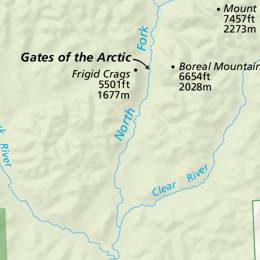 Mount
7457ft
2273m
Fork
Gates of the Arctic
Frigid Crags
5501ft
1677m
Boreal Mountain
6654ft
2028m
North
River
Clear River